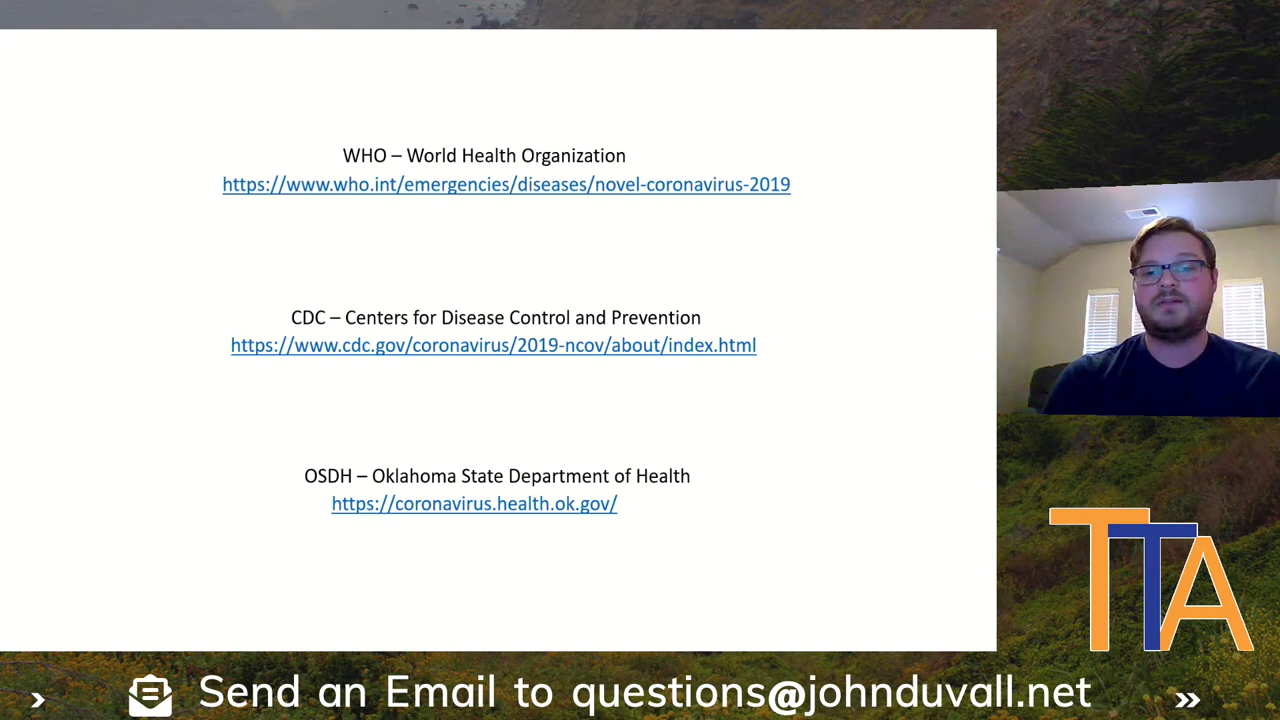 WHO – World Health Organization
https://www.who.int/emergencies/diseases/novel-coronavirus-2019
CDC – Centers for Disease Control and Prevention
https://www.cdc.gov/coronavirus/2019-ncov/about/index.html
OSDH – Oklahoma State Department of Health
https://coronavirus.health.ok.gov/
TTA
Send an Email to questions@johnduvall.net